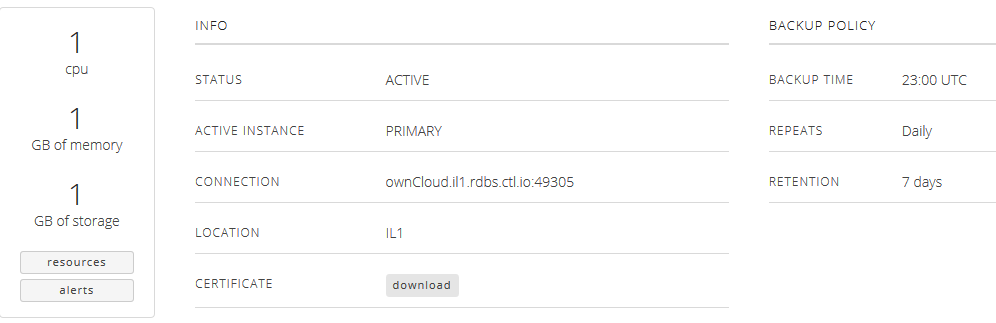 1
cpu
1
GB of memory
1
GB of storage
resources
alerts
INFO
STATUS ACTIVE
ACTIVE INSTANCE PRIMARY
CONNECTION ownCloud.il1.rdbs.ctl.io:49305
LOCATION IL1
CERTIFICATE download
BACKUP POLICY
BACKUP TIME 23:00 UTC
REPEATS Daily
RETENTION 7 days